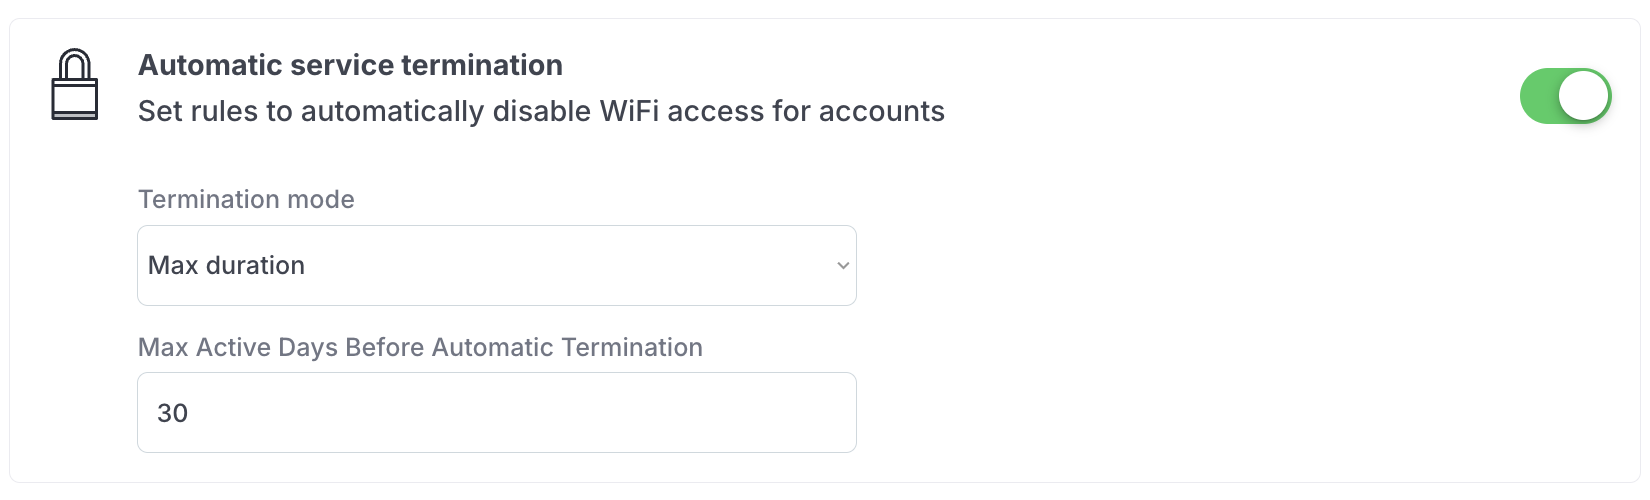 Automatic service termination
Set rules to automatically disable WiFi access for accounts
Termination mode
Max duration
Max Active Days Before Automatic Termination
30